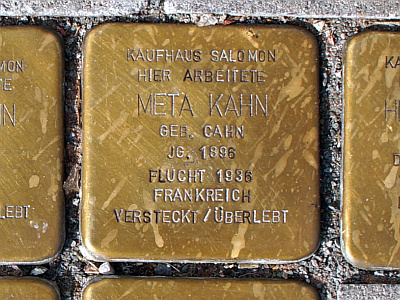 KAUFHAUS SALOMON
HIER ARBEITETE
META KAHN
GEB. CAHN
JG. 1896
FLUCHT 1936
FRANKREICH
VERSTECKT/ÜBERLEBT